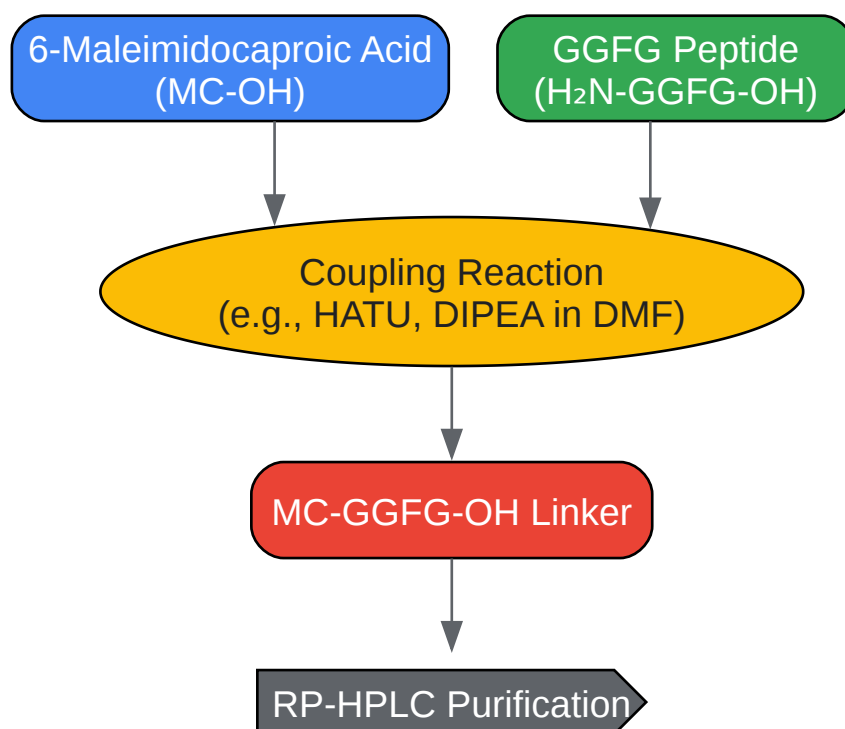 6-Maleimidocaproic Acid
(MC-OH)
GGFG Peptide
(H₂N-GGFG-OH)
Coupling Reaction
(e.g., HATU, DIPEA in DMF)
MC-GGFG-OH Linker
RP-HPLC Purification